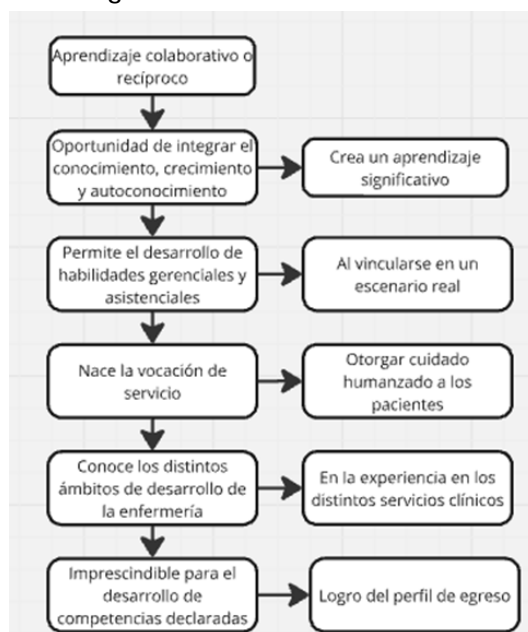 Aprendizaje colaborativo o
recíproco
Oportunidad de integrar el
conocimiento, crecimiento
y autoconocimiento
Crea un aprendizaje
significativo
Permite el desarrollo de
habilidades gerenciales y
asistenciales
Al vincularse en un
escenario real
Nace la vocación de
servicio
Otorgar cuidado
humanzado a los
pacientes
Conoce los distintos
ámbitos de desarrollo de
la enfermería
En la experiencia en los
distintos servicios clínicos
Imprescindible para el
desarrollo de
competencias declaradas
Logro del perfil de egreso